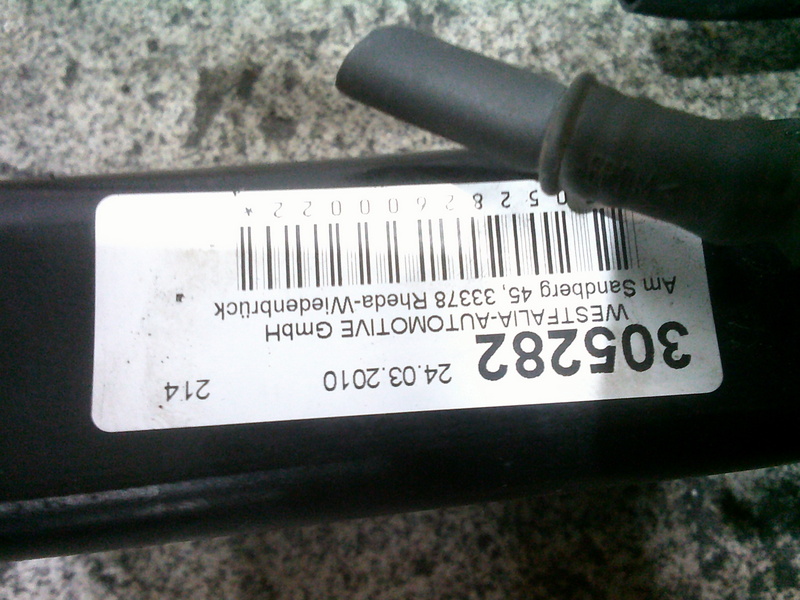 305282 24.03.2010 214
WESTFALIA-AUTOMOTIVE GmbH
Am Sandberg 45, 33378 Rheda-Wiedenbrück